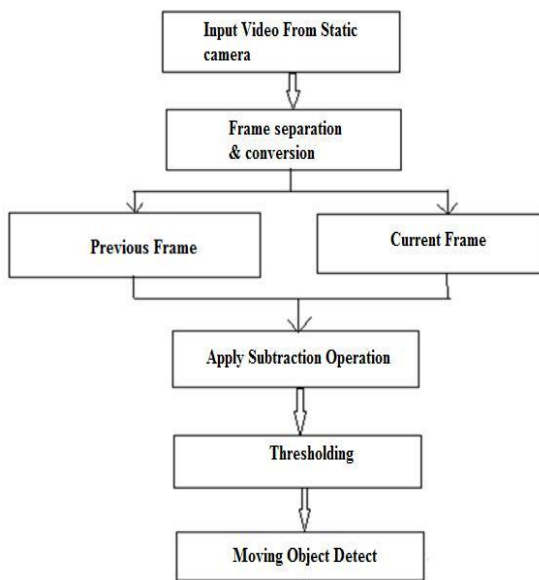 Input Video From Static
camera
Frame separation
& conversion
Previous Frame
Current Frame
Apply Subtraction Operation
Thresholding
Moving Object Detect